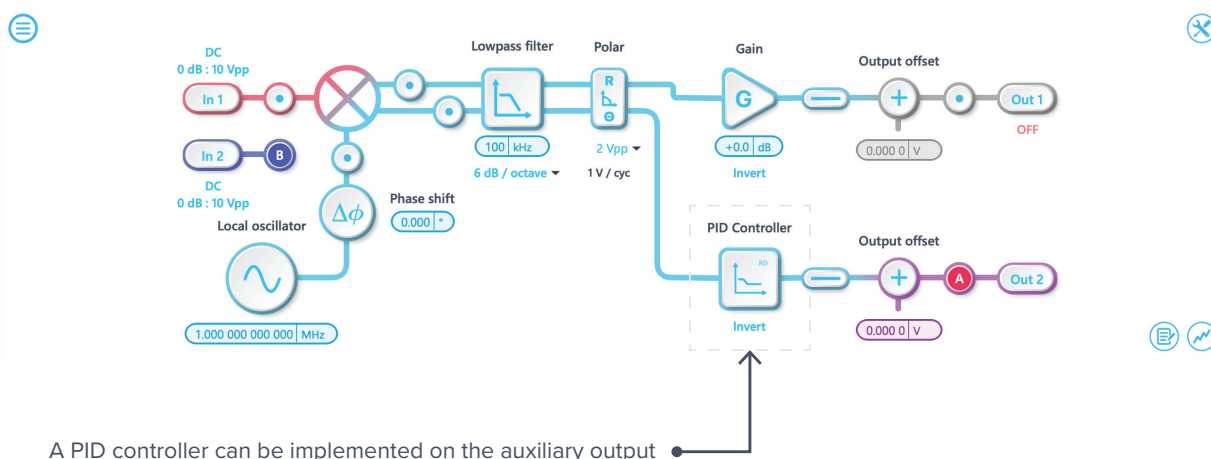 Lowpass filter
Polar
Gain
DC
0 dB : 10 Vpp
Output offset
In 1
R
Θ
G
+
Out 1
OFF
100 kHz
2 Vpp
+0.0 dB
0.000 0 V
In 2
B
6 dB / octave
1 V / cyc
Invert
DC
0 dB : 10 Vpp
Phase shift
Δϕ
0.000 °
Local oscillator
PID Controller
Output offset
RO
+
A
Out 2
Invert
0.000 0 V
1.000 000 000 000 MHz
A PID controller can be implemented on the auxiliary output